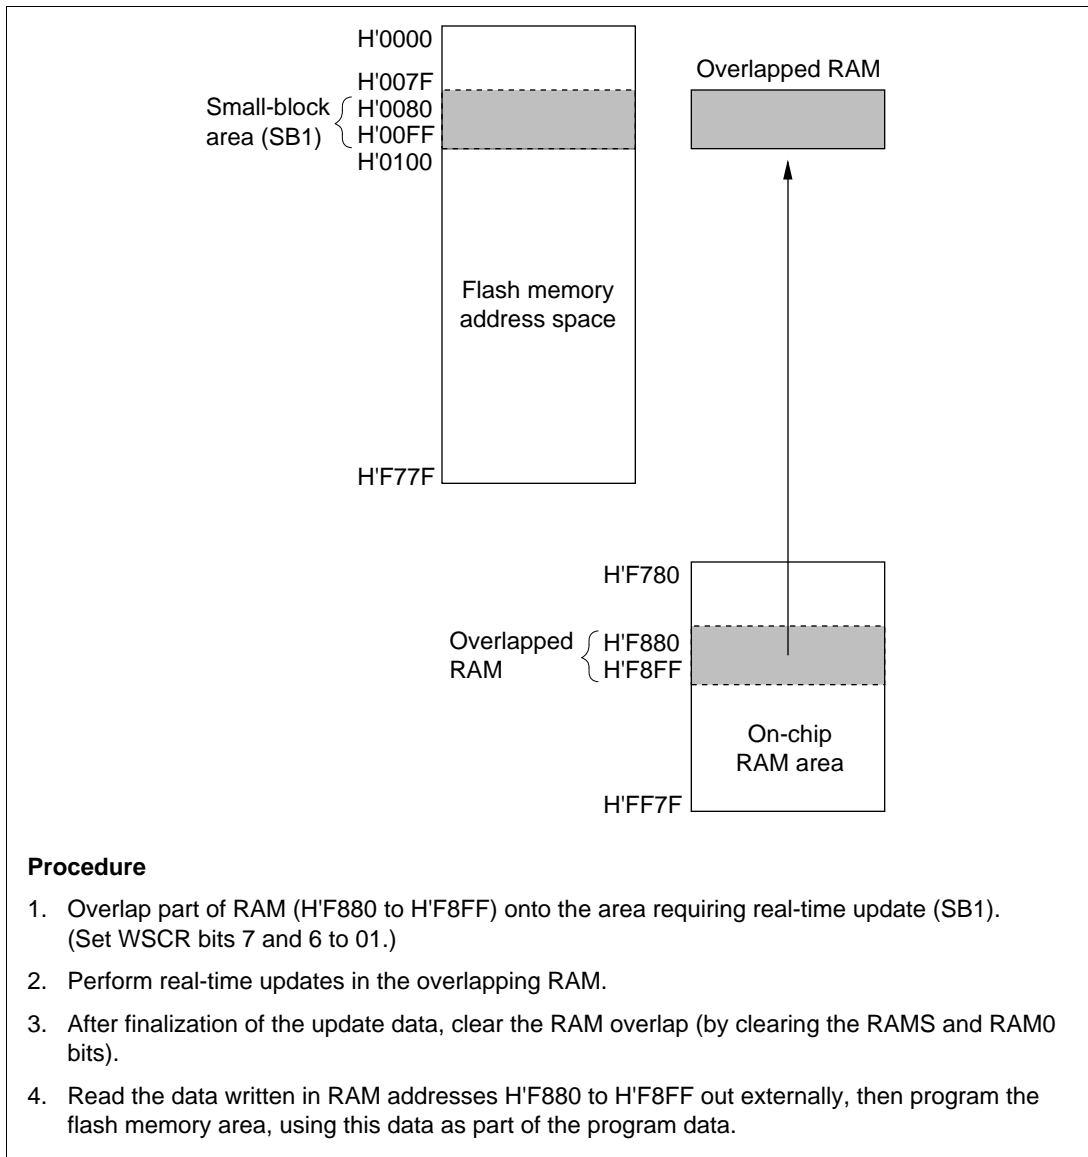 H'0000
H'007F
Small-block
area (SB1)
H'0080
H'00FF
H'0100
Overlapped RAM
Flash memory
address space
H'F77F
H'F780
Overlapped
RAM
H'F880
H'F8FF
On-chip
RAM area
H'FF7F
Procedure
1. Overlap part of RAM (H'F880 to H'F8FF) onto the area requiring real-time update (SB1).
(Set WSCR bits 7 and 6 to 01.)
2. Perform real-time updates in the overlapping RAM.
3. After finalization of the update data, clear the RAM overlap (by clearing the RAMS and RAM0
bits).
4. Read the data written in RAM addresses H'F880 to H'F8FF out externally, then program the
flash memory area, using this data as part of the program data.